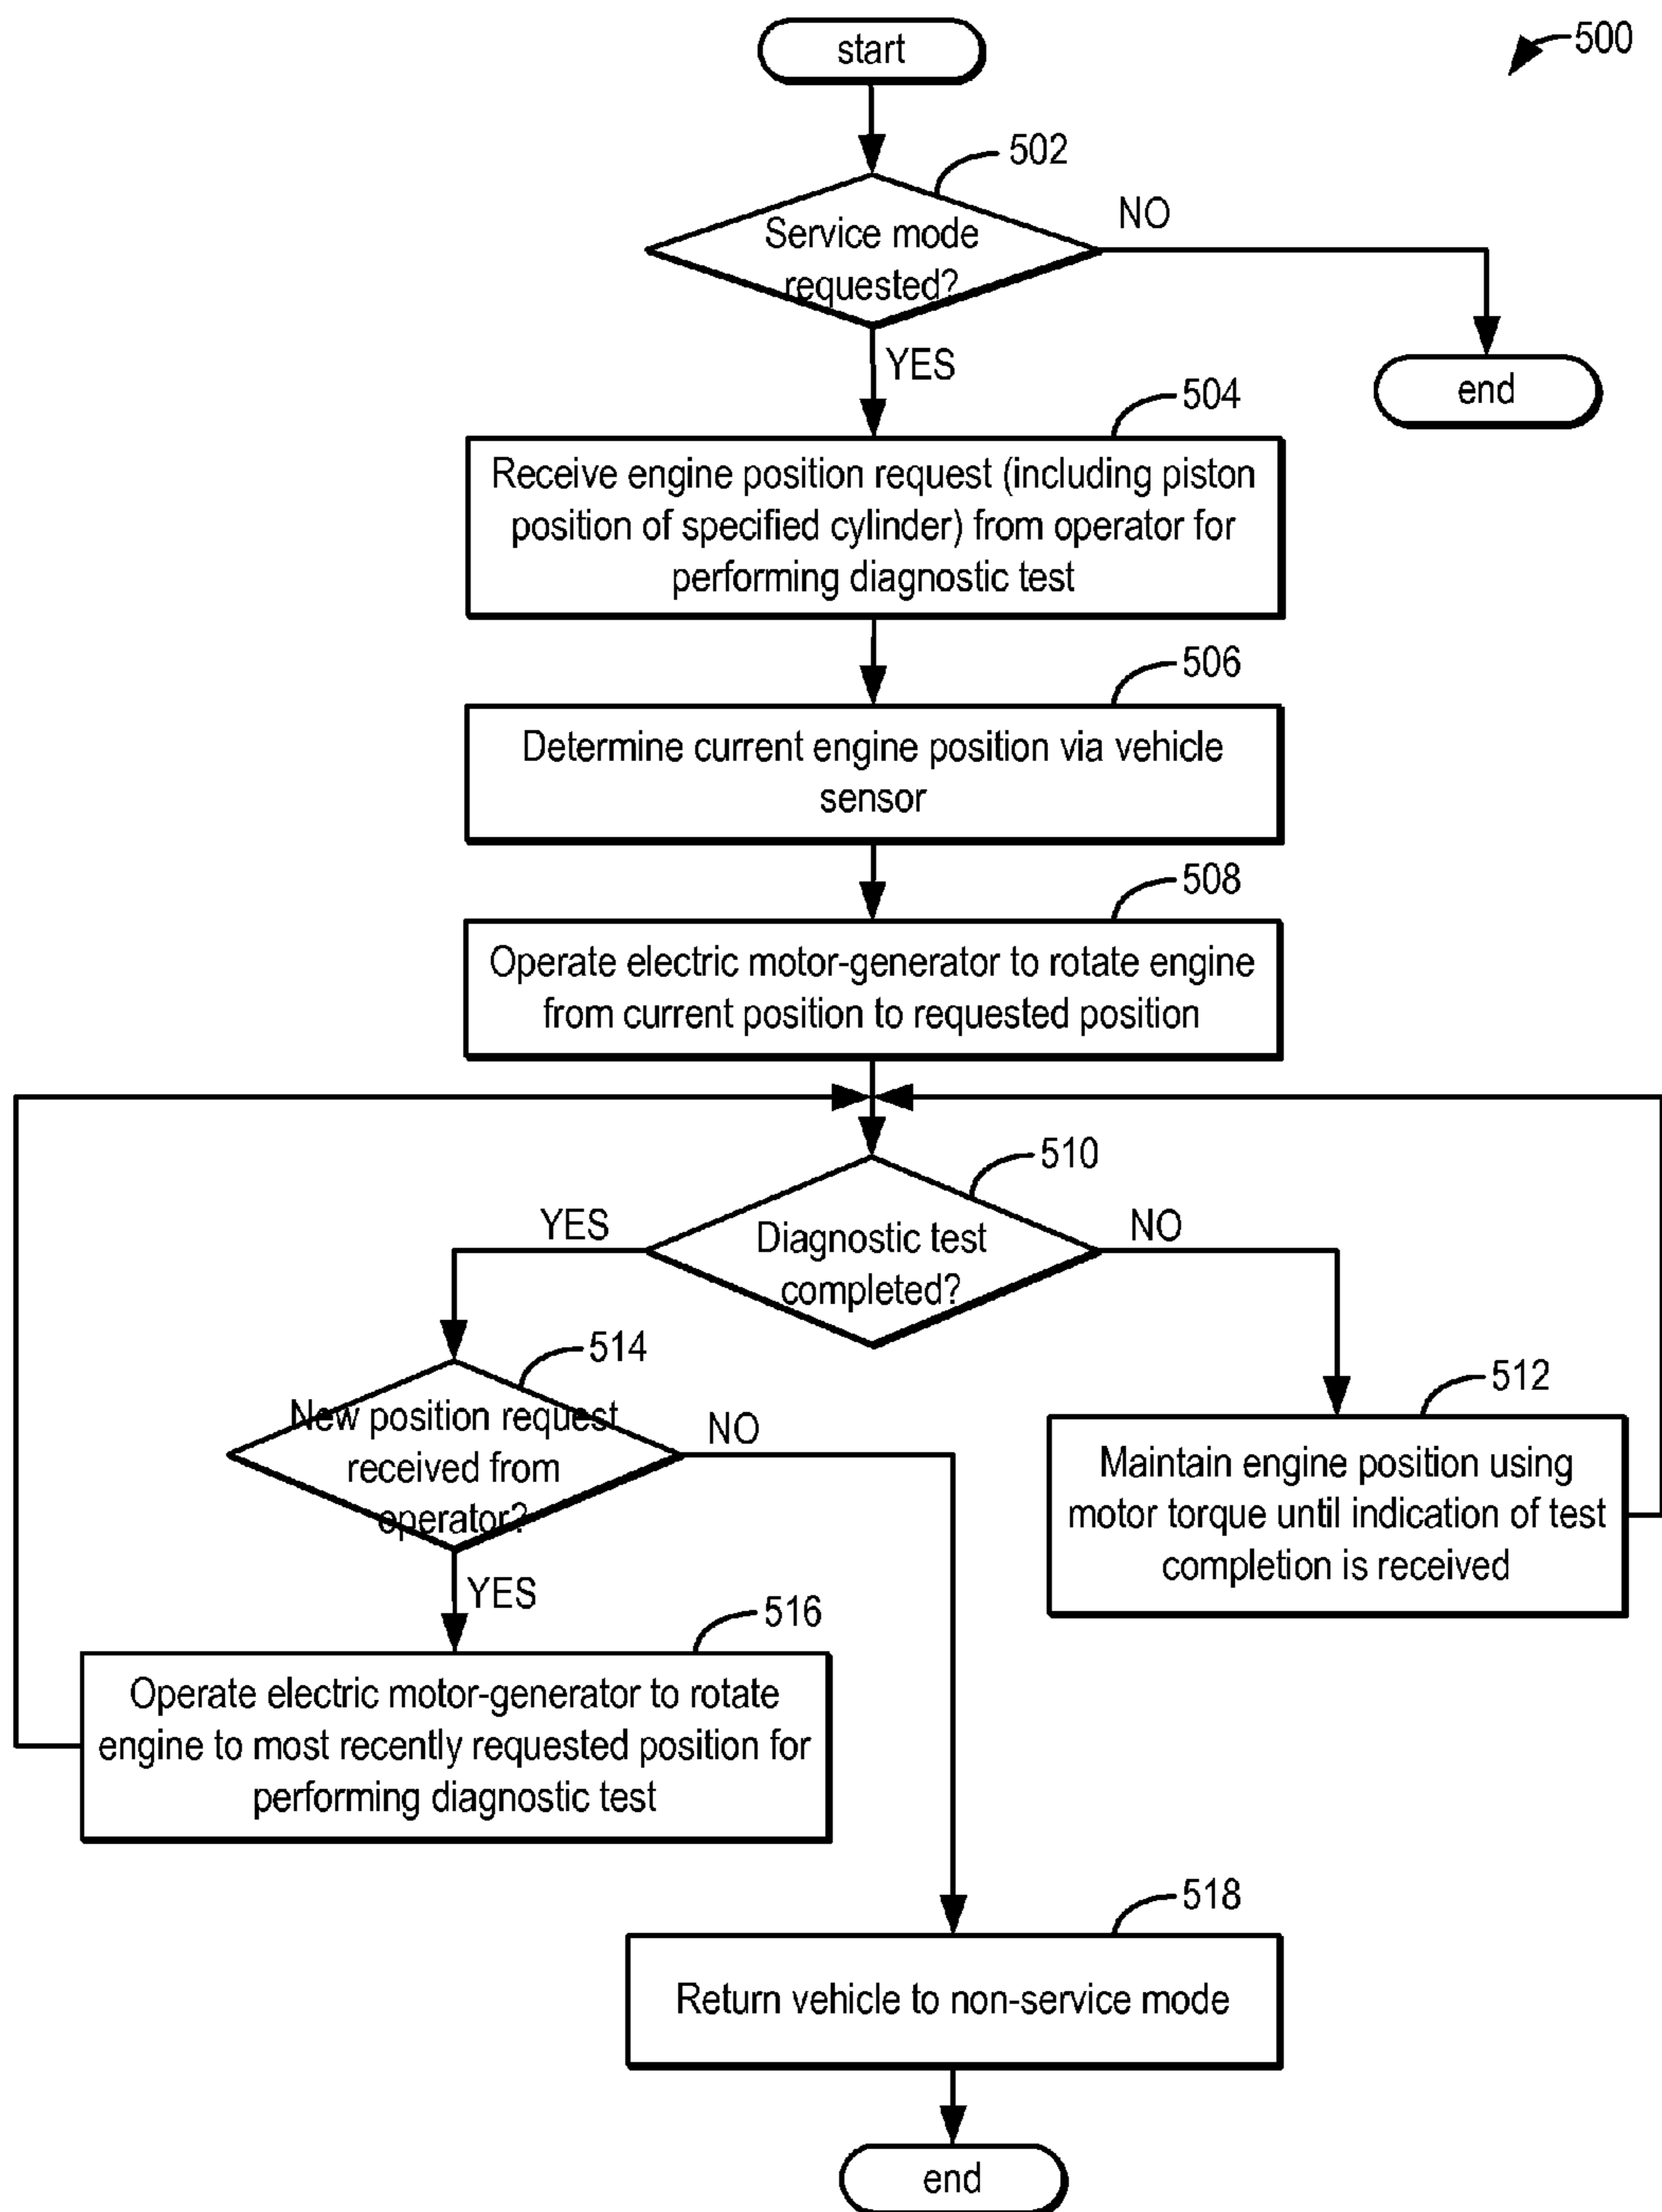 start
500
502
Service mode
requested?
NO
YES
end
504
Receive engine position request (including piston
position of specified cylinder) from operator for
performing diagnostic test
506
Determine current engine position via vehicle
sensor
508
Operate electric motor-generator to rotate engine
from current position to requested position
510
YES
Diagnostic test
completed?
NO
514
New position request
received from
operator?
NO
512
Maintain engine position using
motor torque until indication of test
completion is received
YES
516
Operate electric motor-generator to rotate
engine to most recently requested position for
performing diagnostic test
518
Return vehicle to non-service mode
end